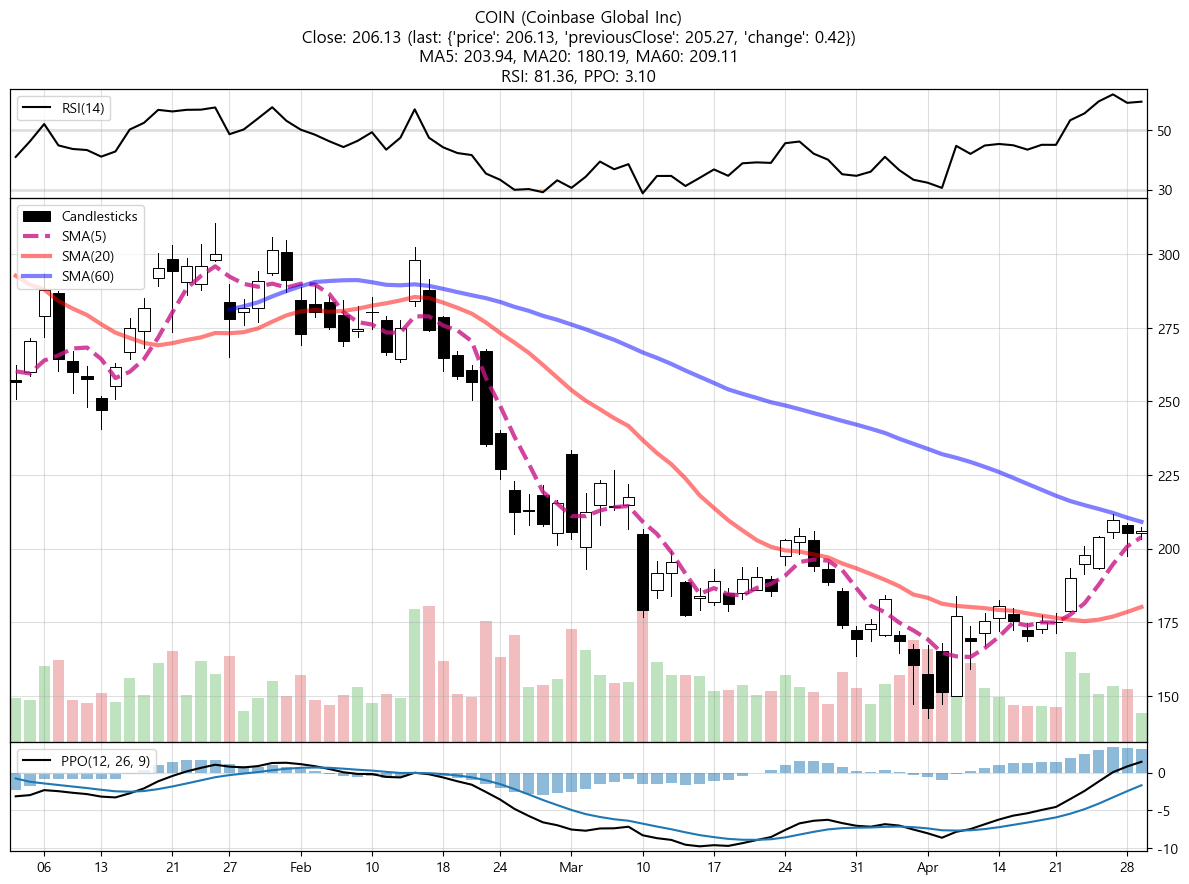 COIN (Coinbase Global Inc)
Close: 206.13 (last: {'price': 206.13, 'previousClose': 205.27, 'change': 0.42})
MA5: 203.94, MA20: 180.19, MA60: 209.11
RSI: 81.36, PPO: 3.10
RSI(14)
50
30
Candlesticks
SMA(5)
SMA(20)
SMA(60)
300
275
250
225
200
175
150
PPO(12, 26, 9)
0
-5
-10
06 13 21 27 Feb 10 18 24 Mar 10 17 24 31 Apr 14 21 28